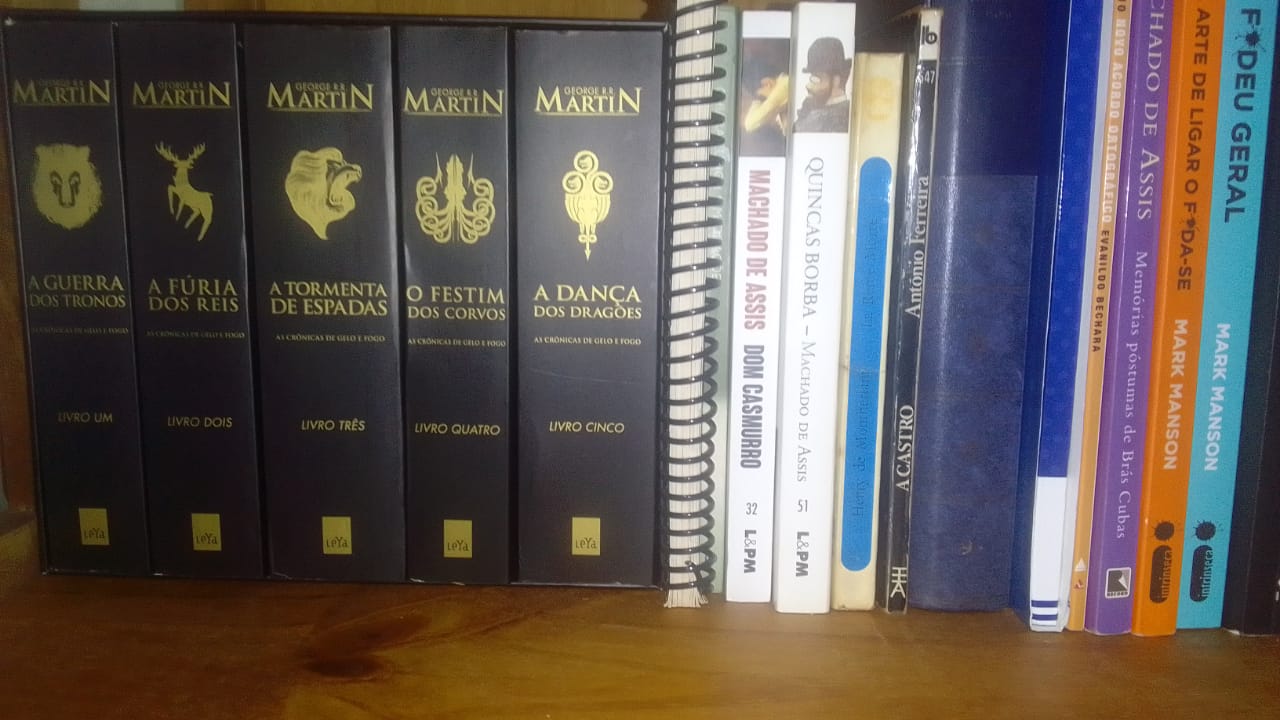 GEORGE R.R.
MARTIN
A GUERRA
DOS TRONOS
AS CRÔNICAS DE GELO E FOGO
LIVRO UM
LeYa
GEORGE R.R.
MARTIN
A FÚRIA
DOS REIS
AS CRÔNICAS DE GELO E FOGO
LIVRO DOIS
LeYa
GEORGE R.R.
MARTIN
A TORMENTA
DE ESPADAS
AS CRÔNICAS DE GELO E FOGO
LIVRO TRÊS
LeYa
GEORGE R.R.
MARTIN
O FESTIM
DOS CORVOS
AS CRÔNICAS DE GELO E FOGO
LIVRO QUATRO
LeYa
GEORGE R.R.
MARTIN
A DANÇA
DOS DRAGÕES
AS CRÔNICAS DE GELO E FOGO
LIVRO CINCO
LeYa
MACHADO DE ASSIS DOM CASMURRO 32 L&PM
QUINCAS BORBA – MACHADO DE ASSIS 51 L&PM
António Ferreira A CASTRO
NOVO ACORDO ORTOGRÁFICO EVANILDO BECHARA
CHADO DE ASSIS Memórias póstumas de Brás Cubas
ARTE DE LIGAR O F*DA-SE MARK MANSON intrínseca
F*DEU GERAL MARK MANSON intrínseca